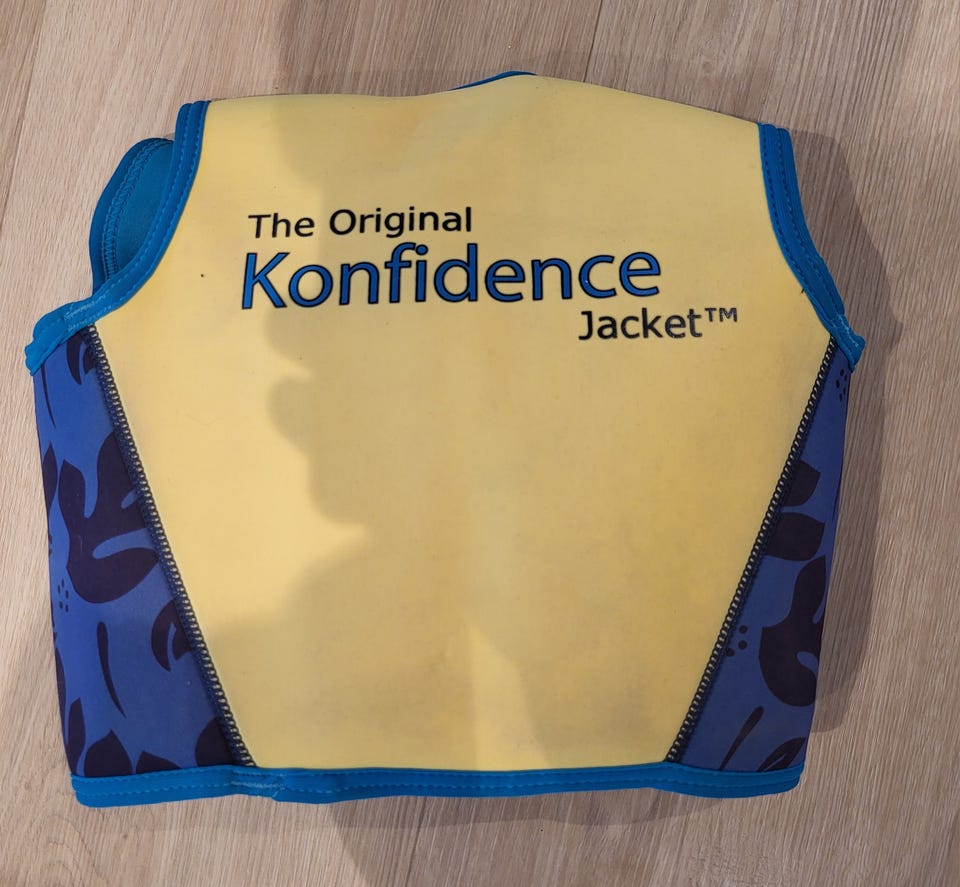 The Original
Konfidence
Jacket™